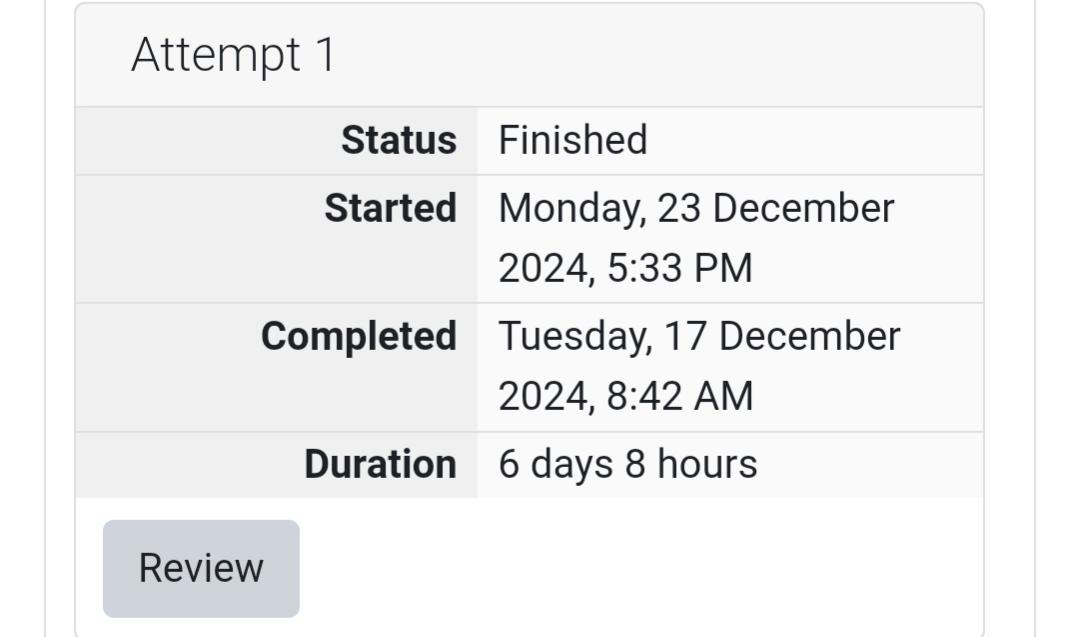 Attempt 1
Status Finished
Started Monday, 23 December
2024, 5:33 PM
Completed Tuesday, 17 December
2024, 8:42 AM
Duration 6 days 8 hours
Review